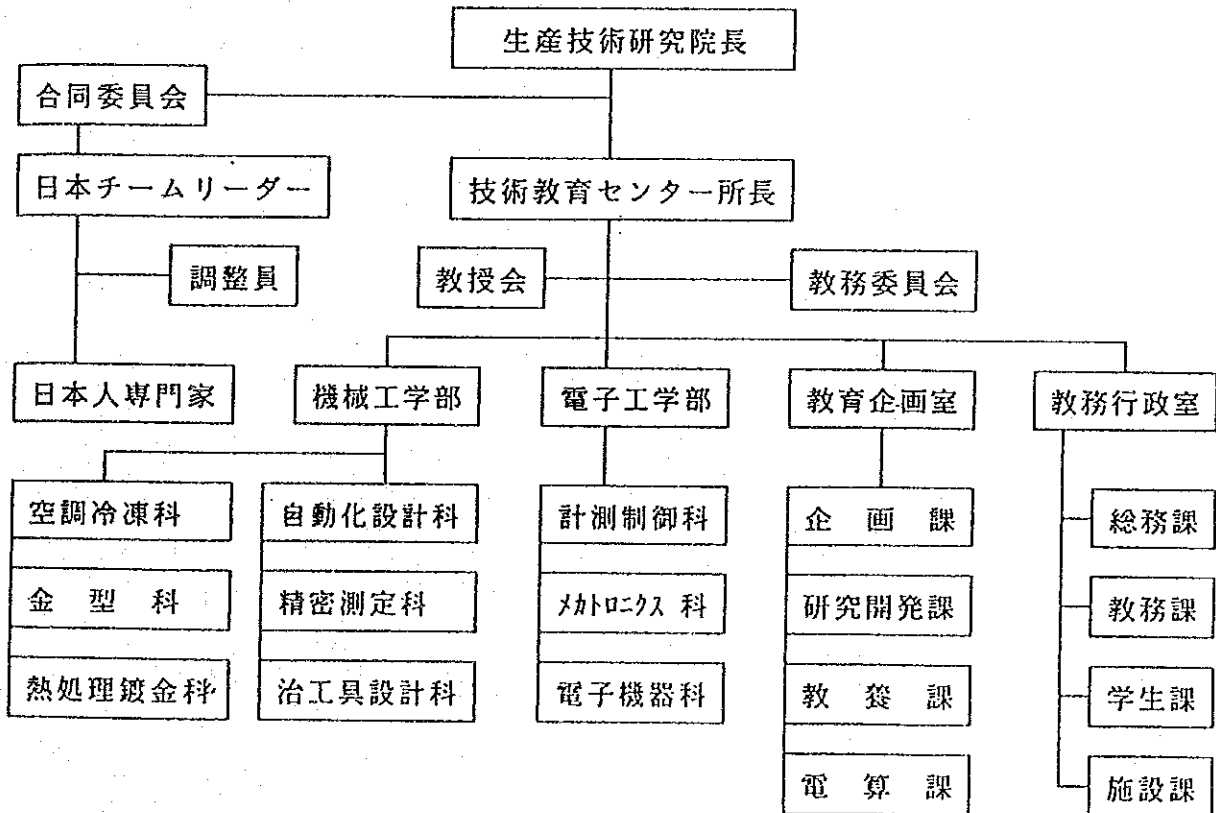 生産技術研究院長
合同委員会
日本チームリーダー
技術教育センター所長
調整員
教授会
教務委員会
日本人専門家
機械工学部
電子工学部
教育企画室
教務行政室
空調冷凍科
自動化設計科
計測制御科
企画課
総務課
金型科
精密測定科
メカトロニクス科
研究開発課
教務課
熱処理鍍金科
治工具設計科
電子機器科
教養課
学生課
電算課
施設課